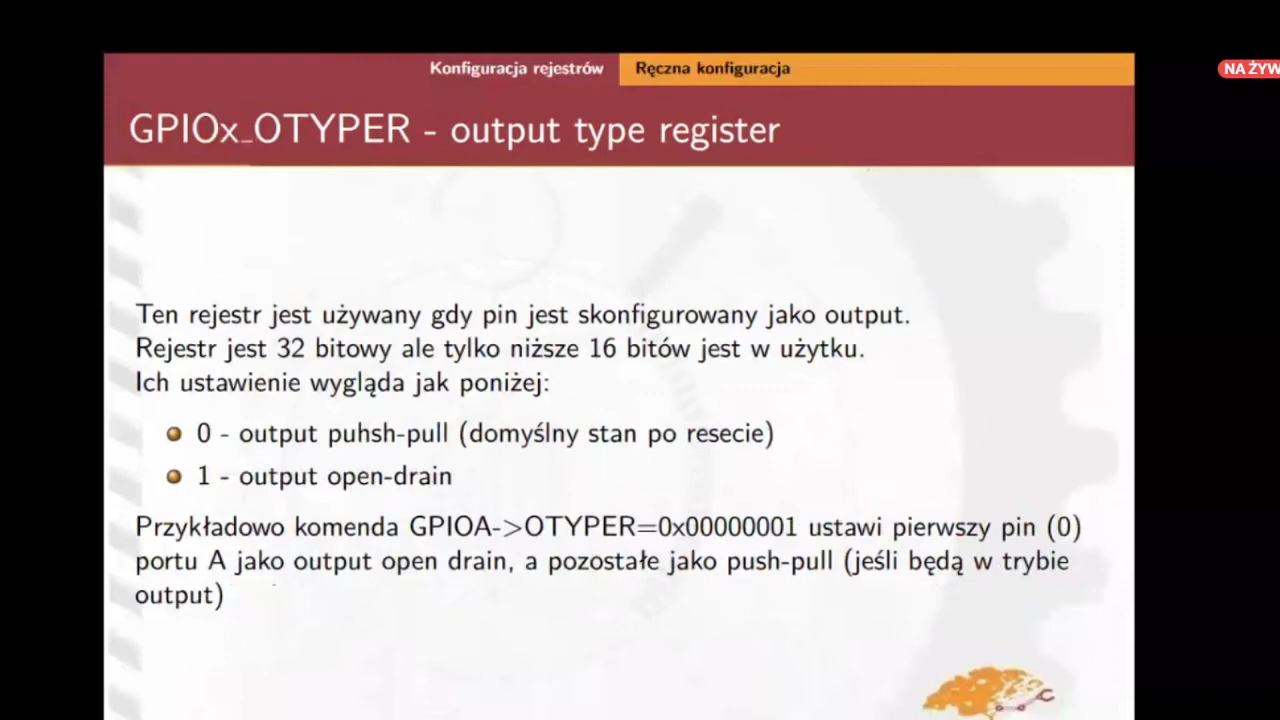 Konfiguracja rejestrów Ręczna konfiguracja
NA ŻYW
GPIOx_OTYPER - output type register
Ten rejestr jest używany gdy pin jest skonfigurowany jako output.
Rejestr jest 32 bitowy ale tylko niższe 16 bitów jest w użytku.
Ich ustawienie wygląda jak poniżej:
0 - output puhsh-pull (domyślny stan po resecie)
1 - output open-drain
Przykładowo komenda GPIOA->OTYPER=0x00000001 ustawi pierwszy pin (0)
portu A jako output open drain, a pozostałe jako push-pull (jeśli będą w trybie
output)